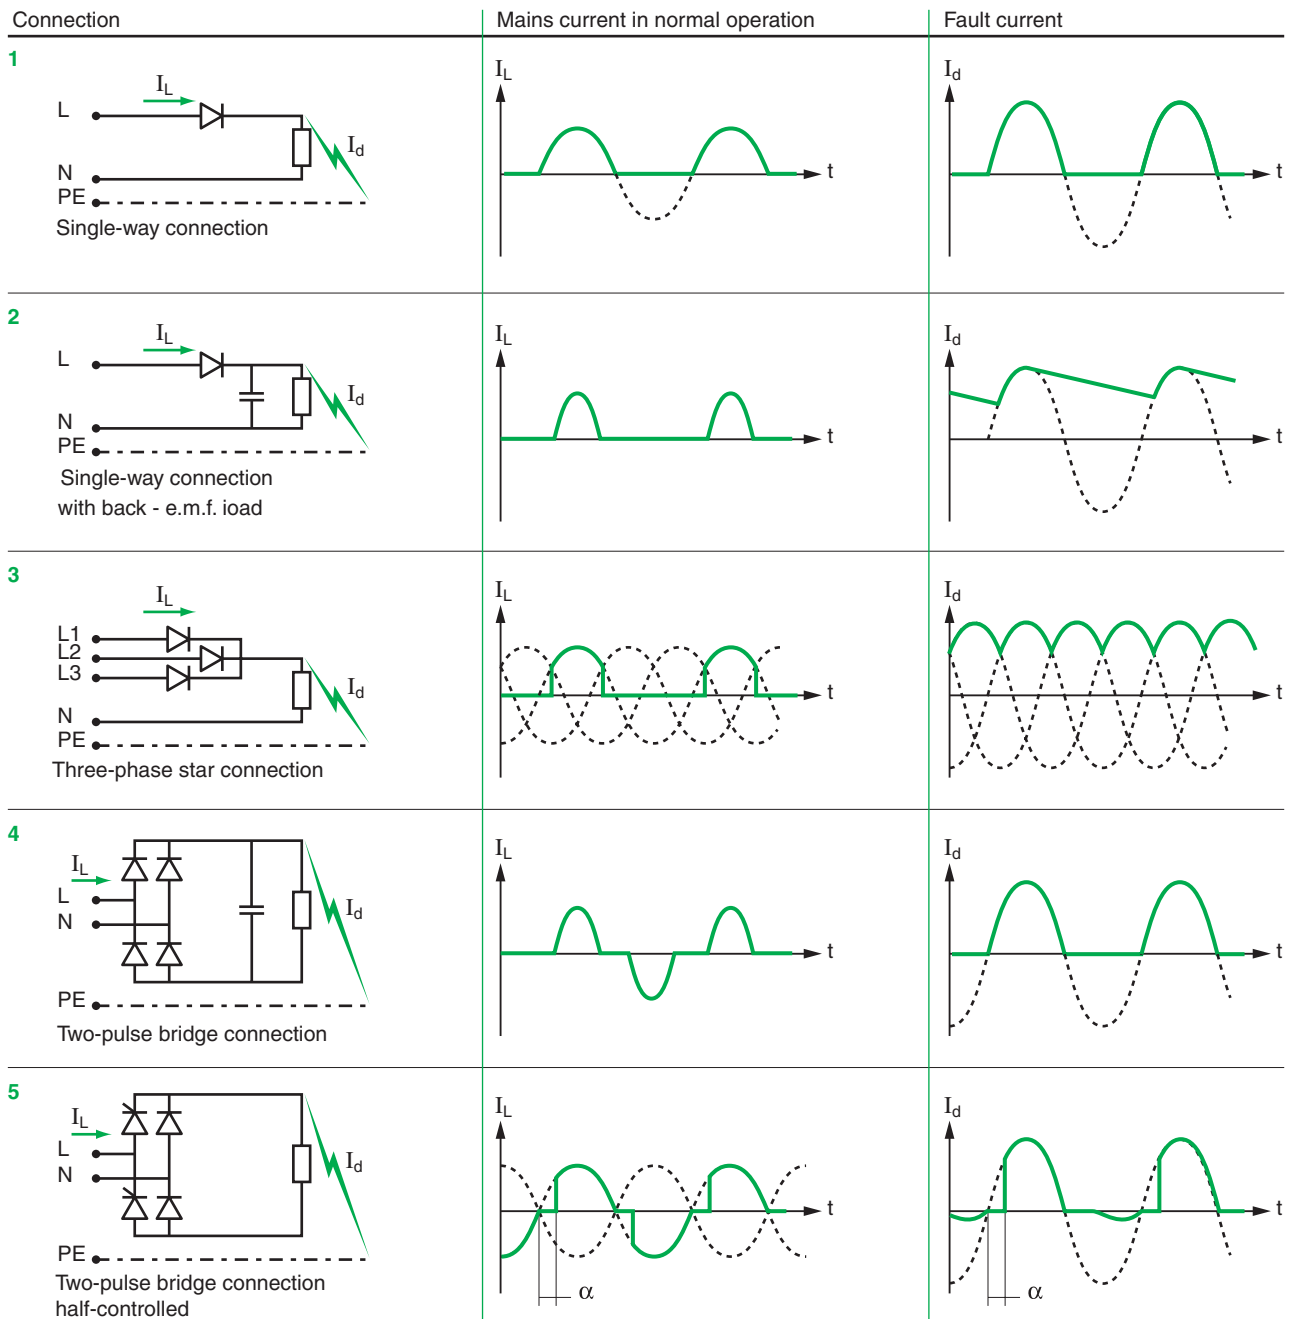 Connection Mains current in normal operation Fault current
1
I_L
L
I_d
N
PE
Single-way connection
I_L
t
I_d
t
2
I_L
L
I_d
N
PE
Single-way connection
with back - e.m.f. ioad
I_L
t
I_d
t
3
I_L
L1
L2
L3
I_d
N
PE
Three-phase star connection
I_L
t
I_d
t
4
I_L
L
N
I_d
PE
Two-pulse bridge connection
I_L
t
I_d
t
5
I_L
L
N
I_d
PE
Two-pulse bridge connection
half-controlled
I_L
t
α
I_d
t
α